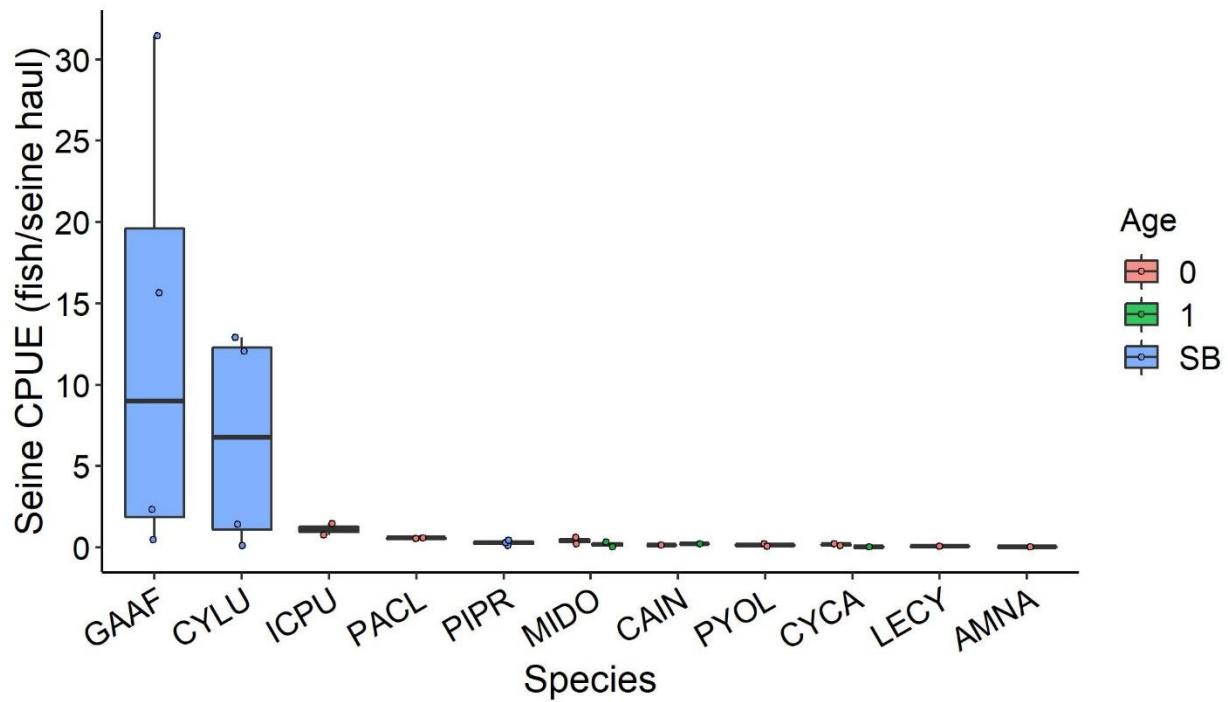 Seine CPUE (fish/seine haul)
30
25
20
15
10
5
0
GAAF
CYLU
ICPU
PACL
PIPR
MIDO
CAIN
PYOL
CYCA
LECY
AMNA
Species
Age
0
1
SB